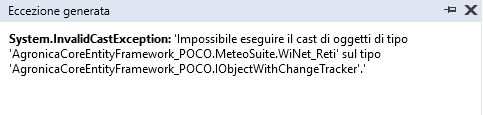 Eccezione generata
System.InvalidCastException: 'Impossibile eseguire il cast di oggetti di tipo
'AgronicaCoreEntityFramework_POCO.MeteoSuite.WiNet_Reti' sul tipo
'AgronicaCoreEntityFramework_POCO.IObjectWithChangeTracker'.'